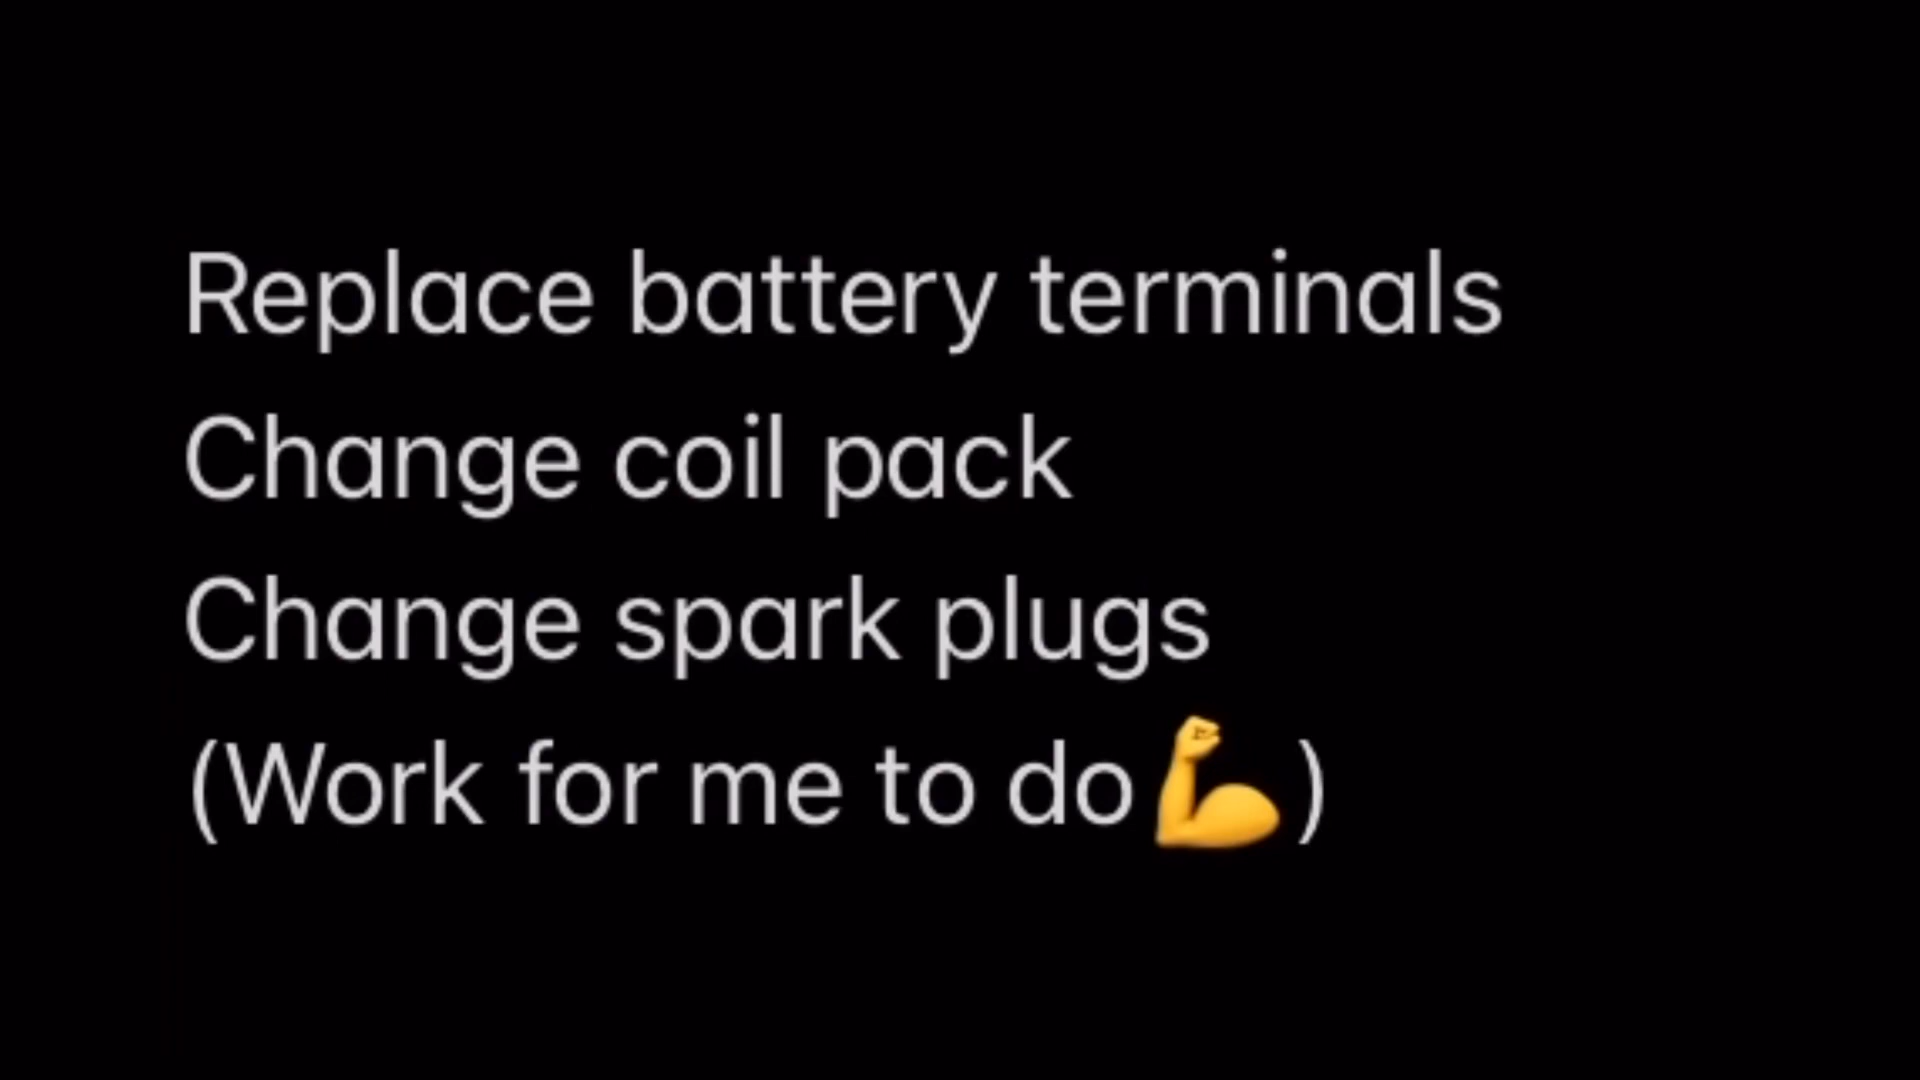 Replace battery terminals
Change coil pack
Change spark plugs
(Work for me to do💪)